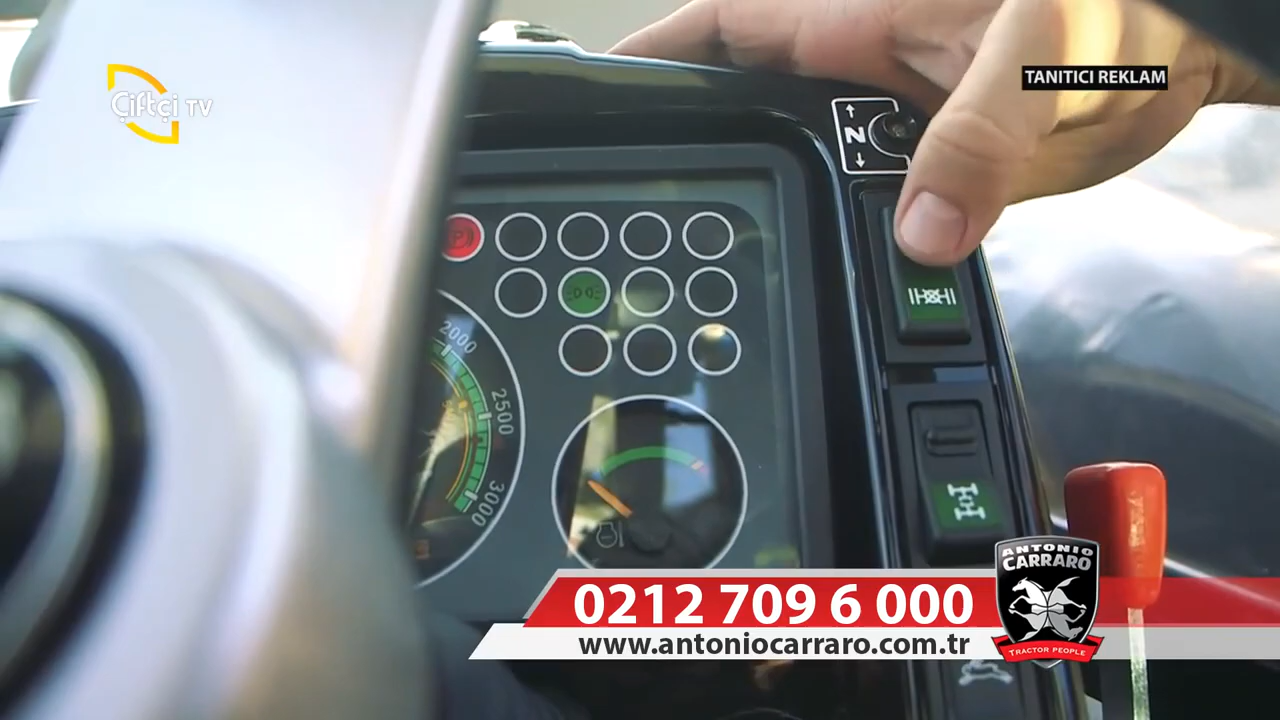 Çiftçi TV
TANITICI REKLAM
N
P
2000
2500
3000
0212 709 6 000
www.antoniocarraro.com.tr
ANTONIO
CARRARO
TRACTOR PEOPLE